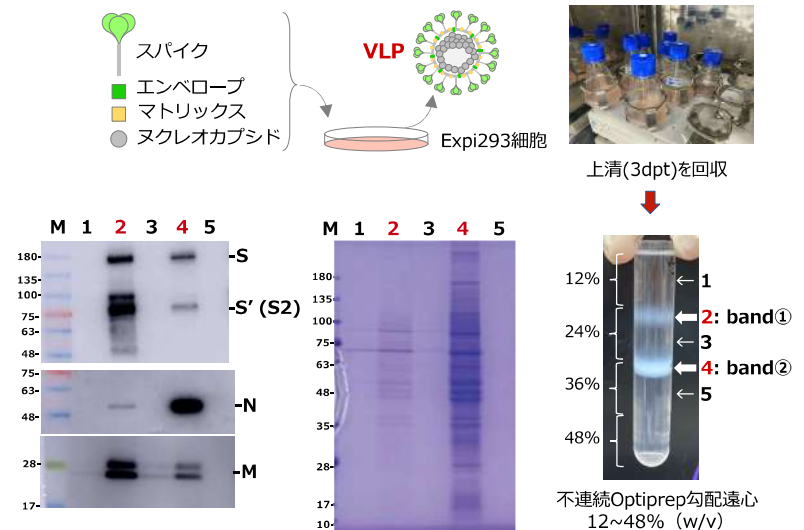 スパイク
エンベロープ
マトリックス
ヌクレオカプシド
VLP
Expi293細胞
上清(3dpt)を回収
M 1 2 3 4 5
180-
135-
100-
75-
63-
48-
-S
-S’ (S2)
75-
63-
48-
-N
28-
17-
-M
M 1 2 3 4 5
180-
135-
100-
75-
63-
48-
35-
28-
17-
10-
12%
24%
36%
48%
←1
2: band①
←3
4: band②
←5
不連続Optiprep勾配遠心
12~48%（w/v）